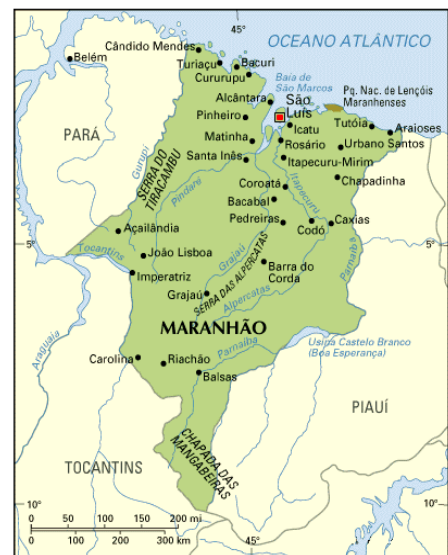 45°
OCEANO ATLÂNTICO
Cândido Mendes
Belém
Turiaçu
Bacuri
Cururupu
Baía de
São Marcos
Pq. Nac. de Lençóis
Maranhenses
Alcântara
São
Luís
PARÁ
Pinheiro
Icatu
Tutóia
Araioses
Matinha
Rosário
Urbano Santos
Gurupi
SERRA DO
TIRACAMBU
Santa Inês
Itapecuru-Mirim
Pindaré
Itapecuru
Chapadinha
Coroatá
Bacabal
Pedreiras
Codó
Caxias
Açailândia
5°
5°
Tocantins
João Lisboa
Grajaú
Barra do
Corda
Parnaíba
Imperatriz
SERRA DAS ALPERCATAS
Grajaú
Alpercatas
MARANHÃO
Araguaia
Usipa Castelo Branco
(Boa Esperança)
Parnaíba
Carolina
Riachão
Balsas
PIAUÍ
CHAPADA DAS
MANGABEIRAS
TOCANTINS
10°
10°
0 50 100 150 200 mi
0 100 200 300 km
45°